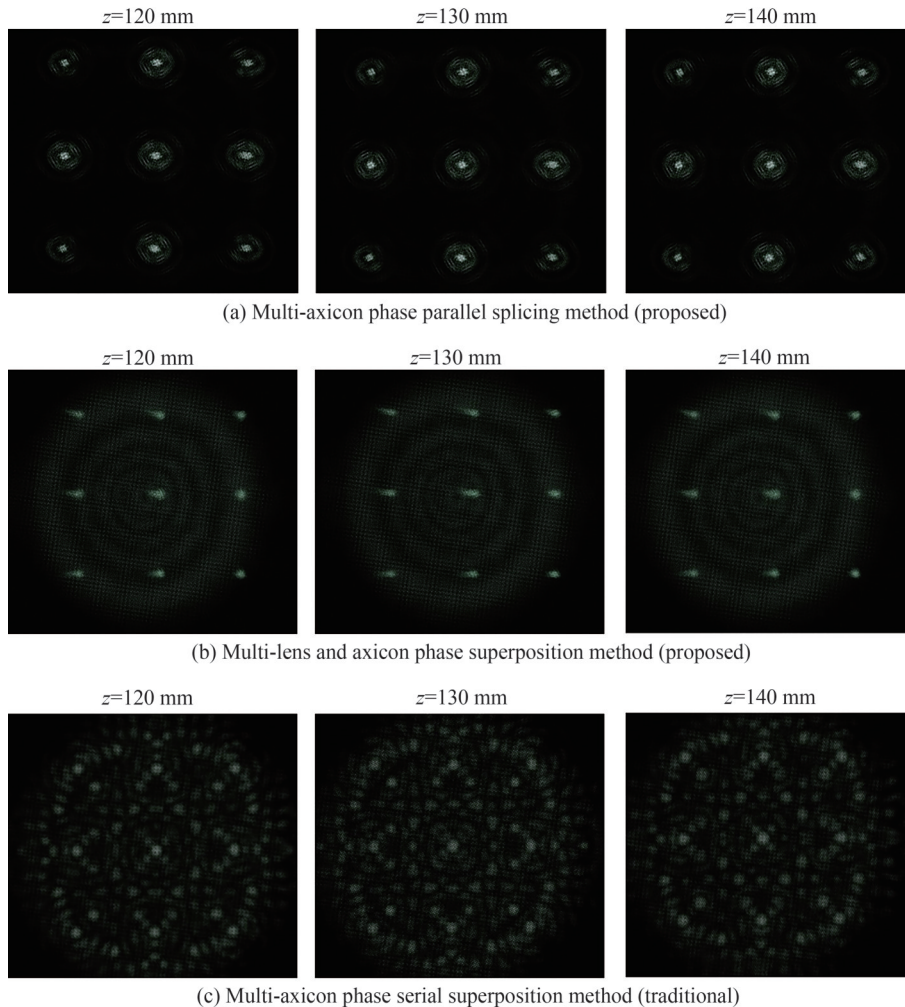 z=120 mm z=130 mm z=140 mm
(a) Multi-axicon phase parallel splicing method (proposed)
z=120 mm z=130 mm z=140 mm
(b) Multi-lens and axicon phase superposition method (proposed)
z=120 mm z=130 mm z=140 mm
(c) Multi-axicon phase serial superposition method (traditional)